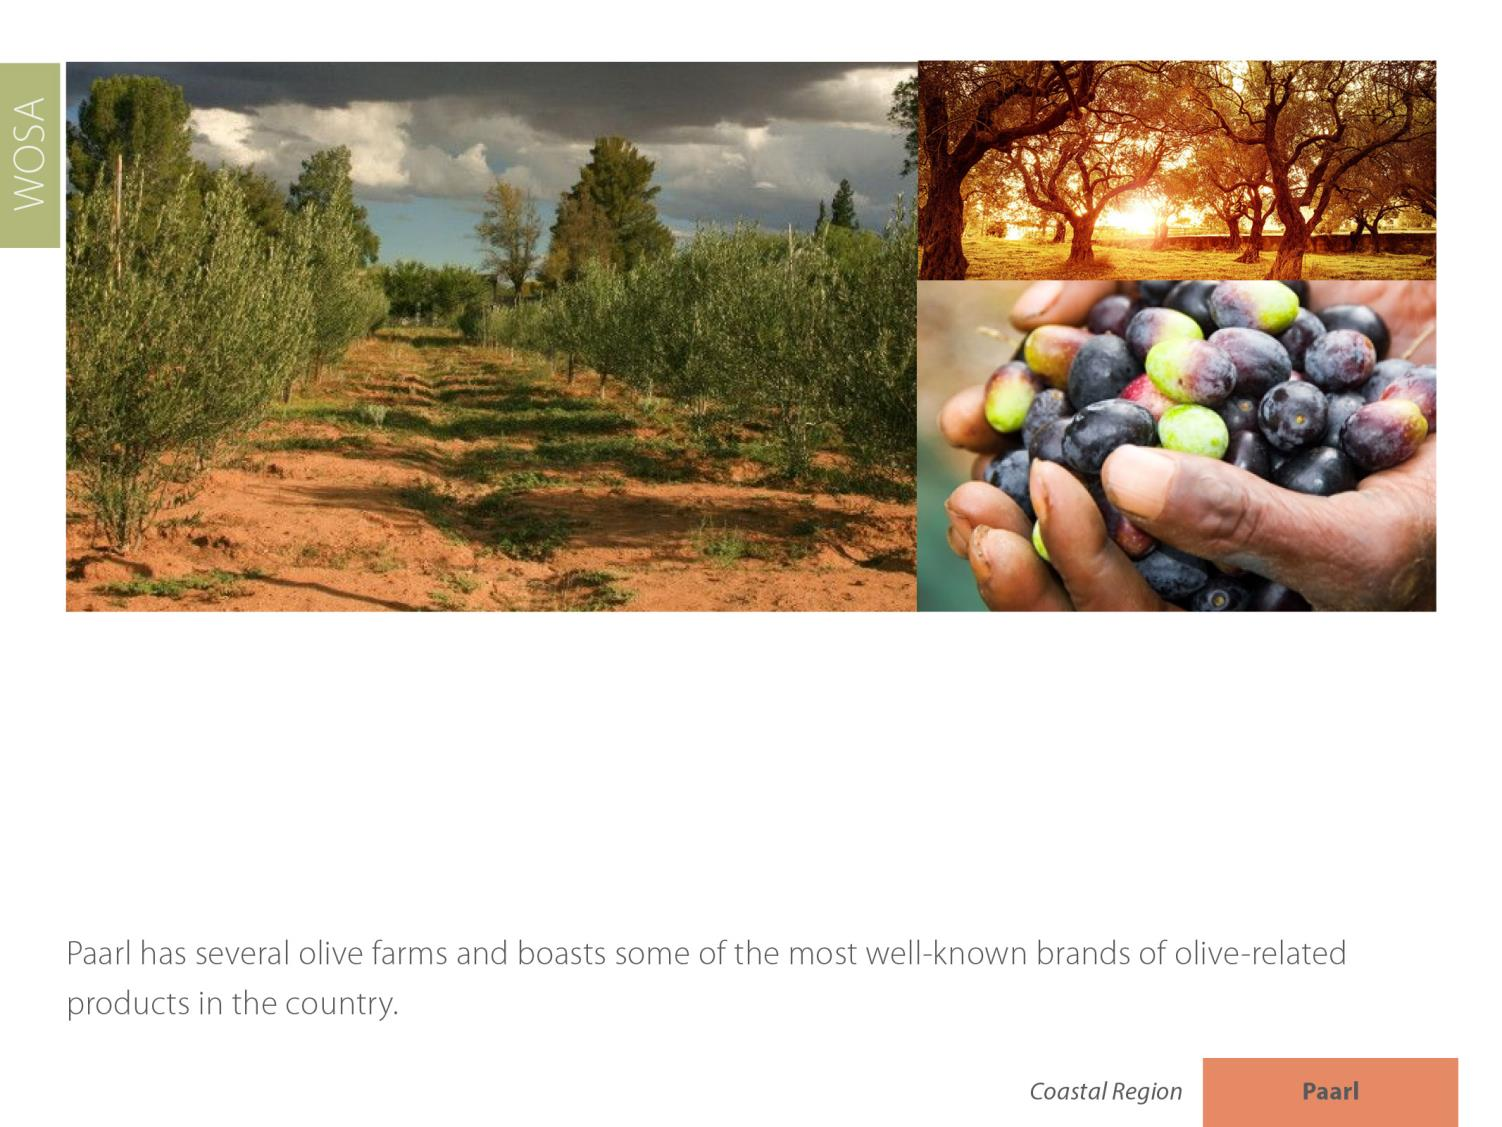 WOSA
Paarl has several olive farms and boasts some of the most well-known brands of olive-related
products in the country.
Coastal Region
Paarl